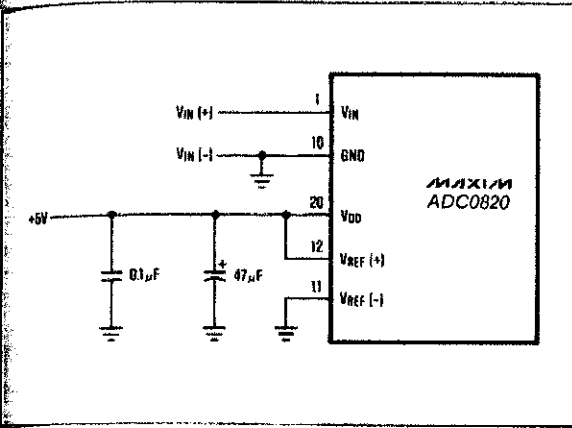 VIN (+)
1
VIN
VIN (-)
10
GND
MAXIM
ADC0820
+5V
20
VDD
0.1µF
+
47µF
12
VREF (+)
11
VREF (-)